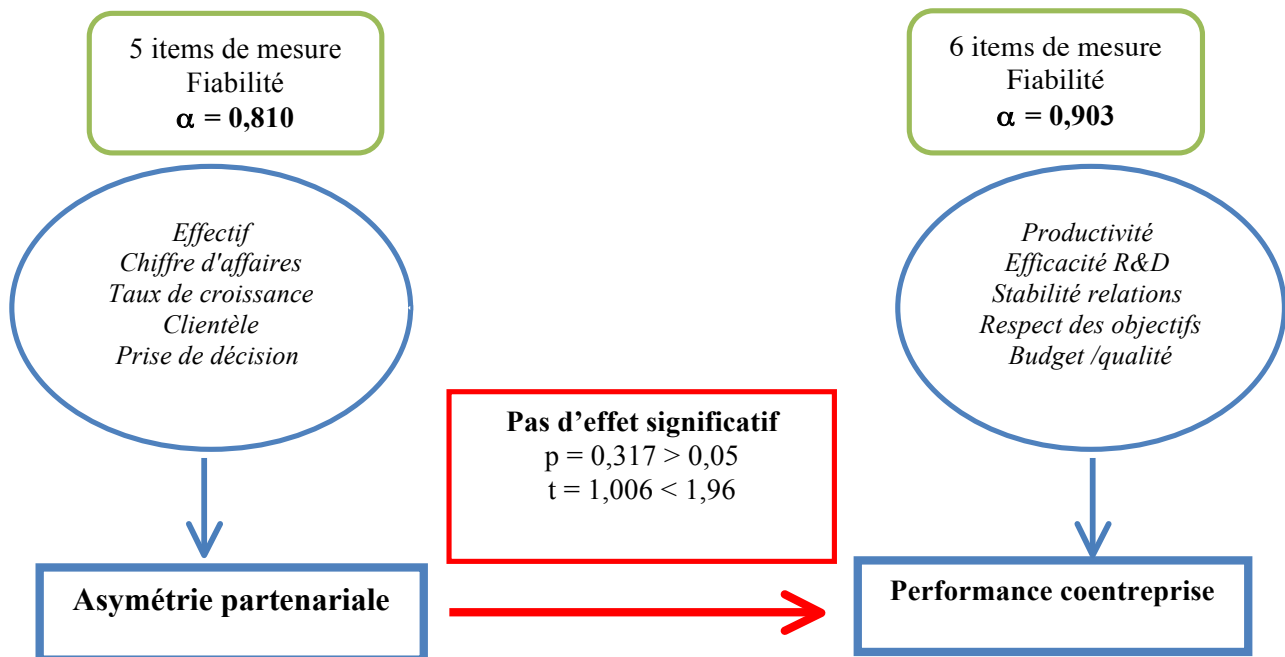 5 items de mesure
Fiabilité
α = 0,810
6 items de mesure
Fiabilité
α = 0,903
Effectif
Chiffre d'affaires
Taux de croissance
Clientèle
Prise de décision
Productivité
Efficacité R&D
Stabilité relations
Respect des objectifs
Budget /qualité
Pas d’effet significatif
p = 0,317 > 0,05
t = 1,006 < 1,96
Asymétrie partenariale
Performance coentreprise